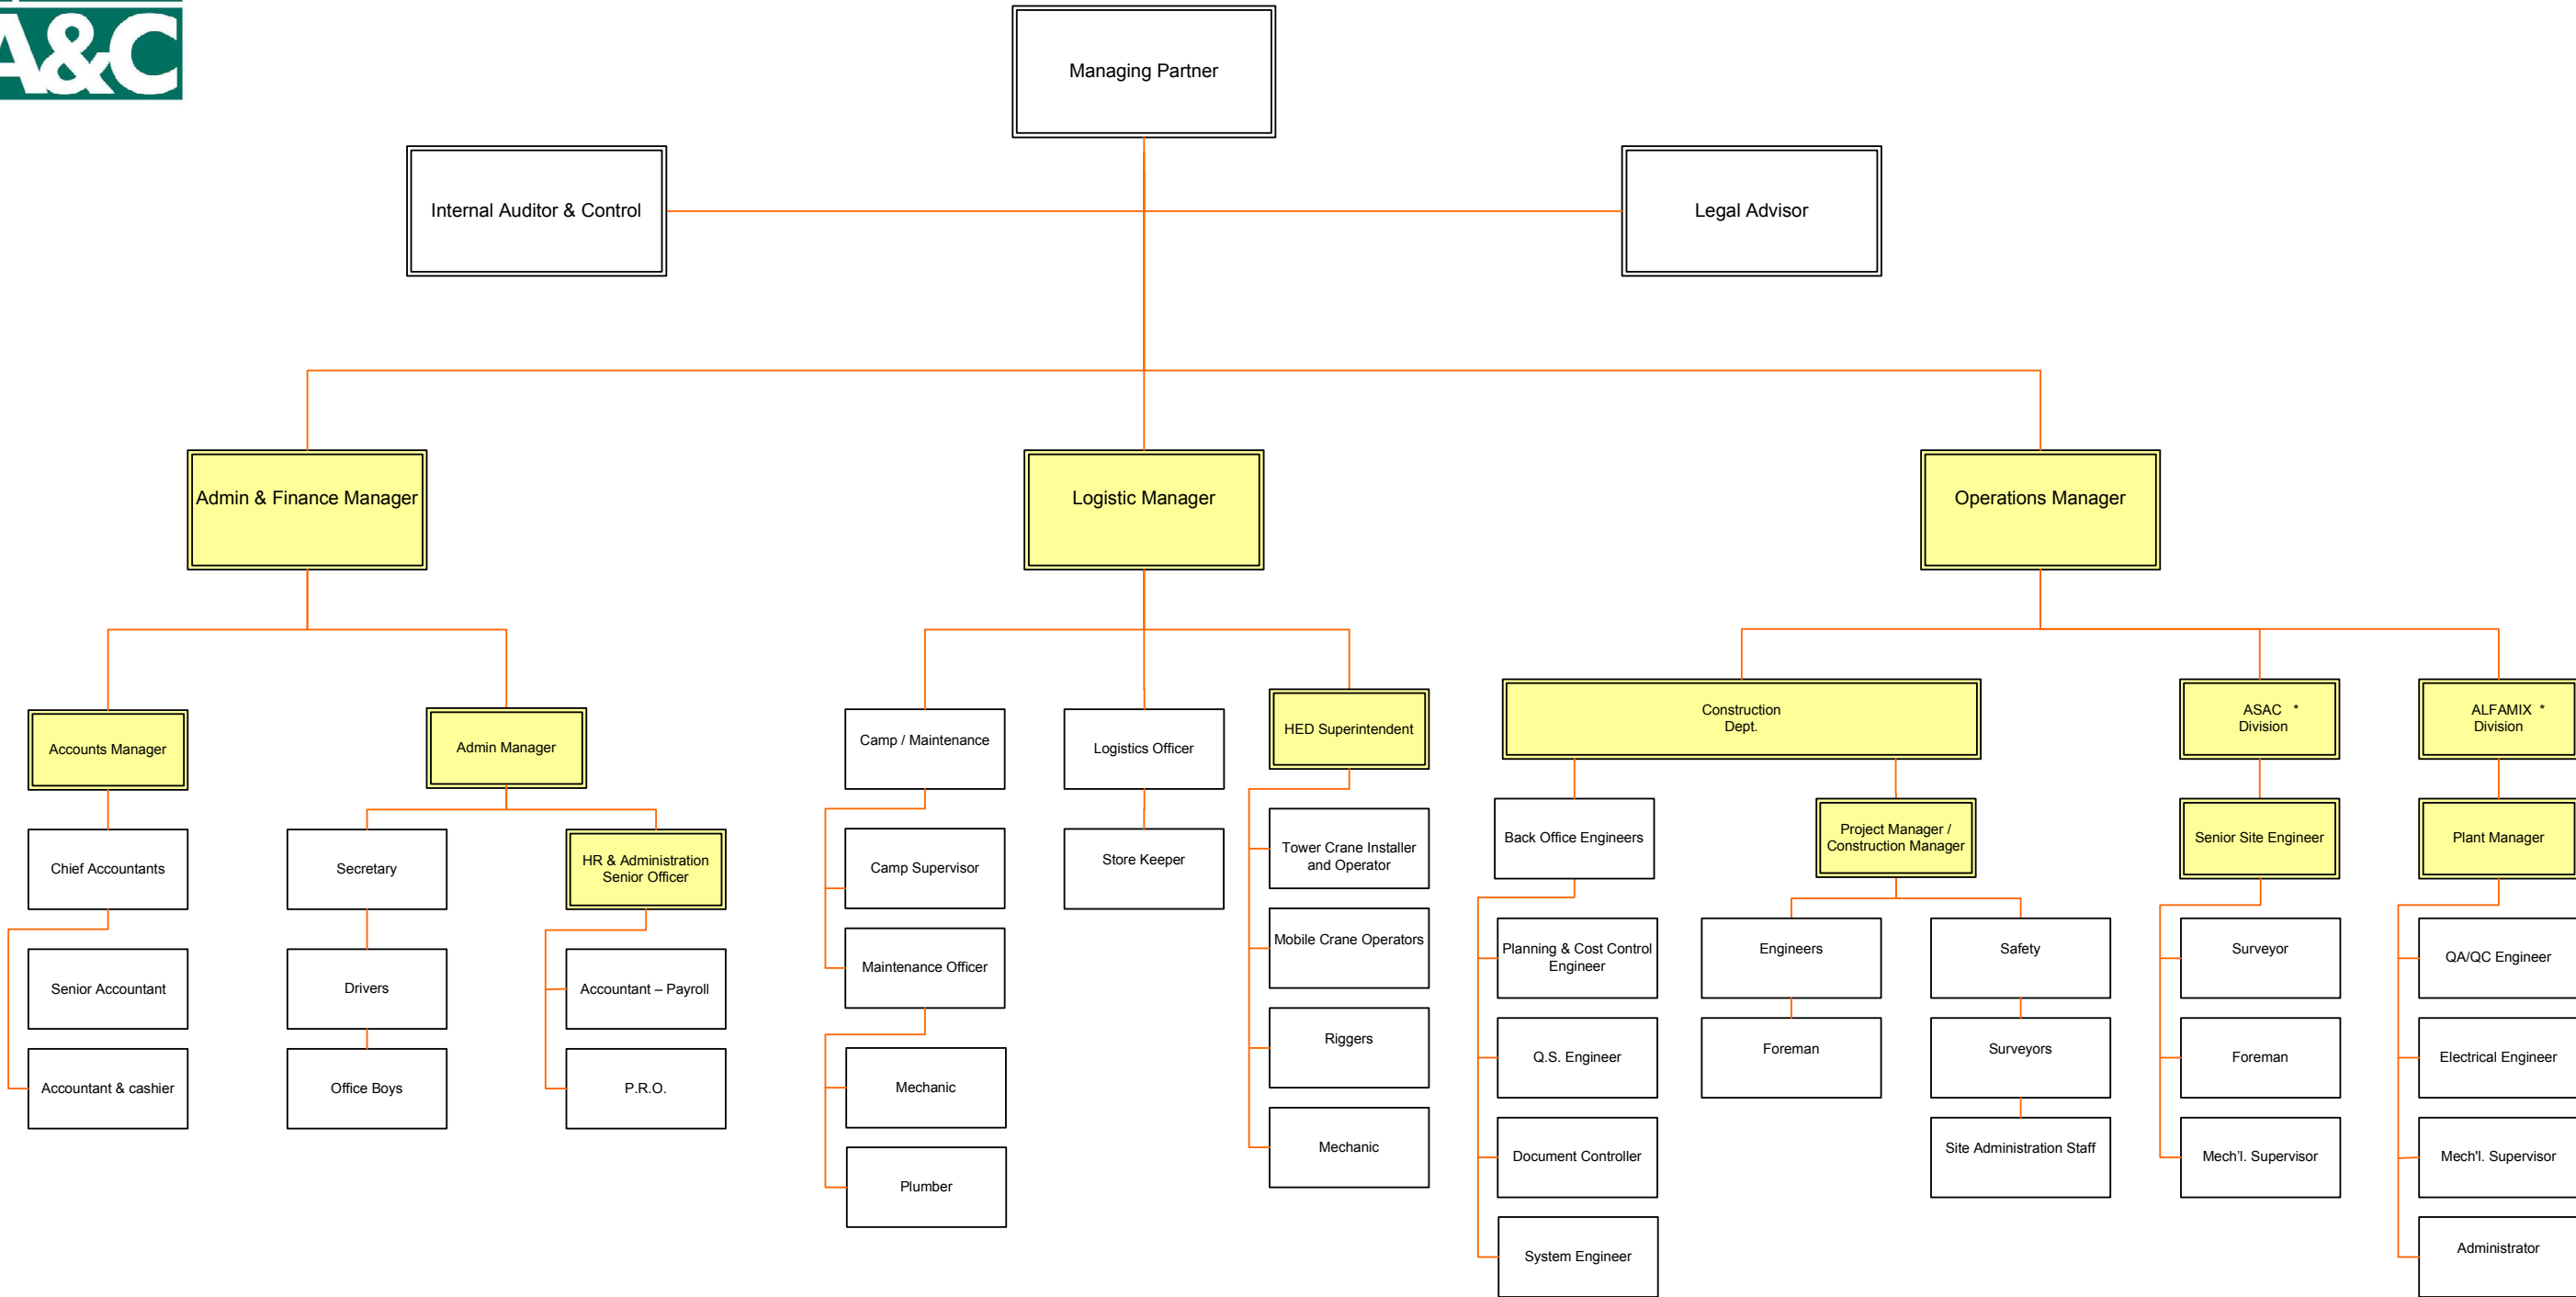 A&C
Managing Partner
Internal Auditor & Control
Legal Advisor
Admin & Finance Manager
Logistic Manager
Operations Manager
Accounts Manager
Admin Manager
Camp / Maintenance
Logistics Officer
HED Superintendent
Construction
Dept.
ASAC *
Division
ALFAMIX *
Division
Chief Accountants
Secretary
HR & Administration
Senior Officer
Camp Supervisor
Store Keeper
Tower Crane Installer
and Operator
Back Office Engineers
Project Manager /
Construction Manager
Senior Site Engineer
Plant Manager
Senior Accountant
Drivers
Accountant – Payroll
Maintenance Officer
Mobile Crane Operators
Planning & Cost Control
Engineer
Engineers
Safety
Surveyor
QA/QC Engineer
Accountant & cashier
Office Boys
P.R.O.
Mechanic
Riggers
Q.S. Engineer
Foreman
Surveyors
Foreman
Electrical Engineer
Plumber
Mechanic
Document Controller
Site Administration Staff
Mech'l. Supervisor
Mech'l. Supervisor
System Engineer
Administrator